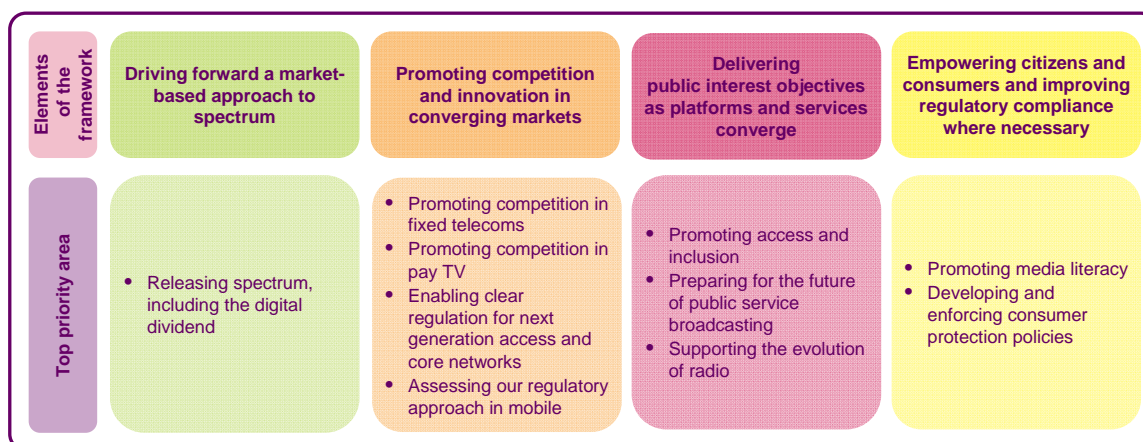 Elements
of the
framework
Driving forward a market-
based approach to
spectrum
Promoting competition
and innovation in
converging markets
Delivering
public interest objectives
as platforms and services
converge
Empowering citizens and
consumers and improving
regulatory compliance
where necessary
Top priority area
• Releasing spectrum,
including the digital
dividend
• Promoting competition in
fixed telecoms
• Promoting competition in
pay TV
• Enabling clear
regulation for next
generation access and
core networks
• Assessing our regulatory
approach in mobile
• Promoting access and
inclusion
• Preparing for the future
of public service
broadcasting
• Supporting the evolution
of radio
• Promoting media literacy
• Developing and
enforcing consumer
protection policies